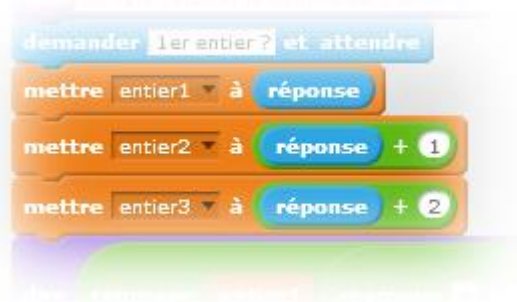 demander 1er entier ? et attendre
mettre entier1 à réponse
mettre entier2 à réponse + 1
mettre entier3 à réponse + 2